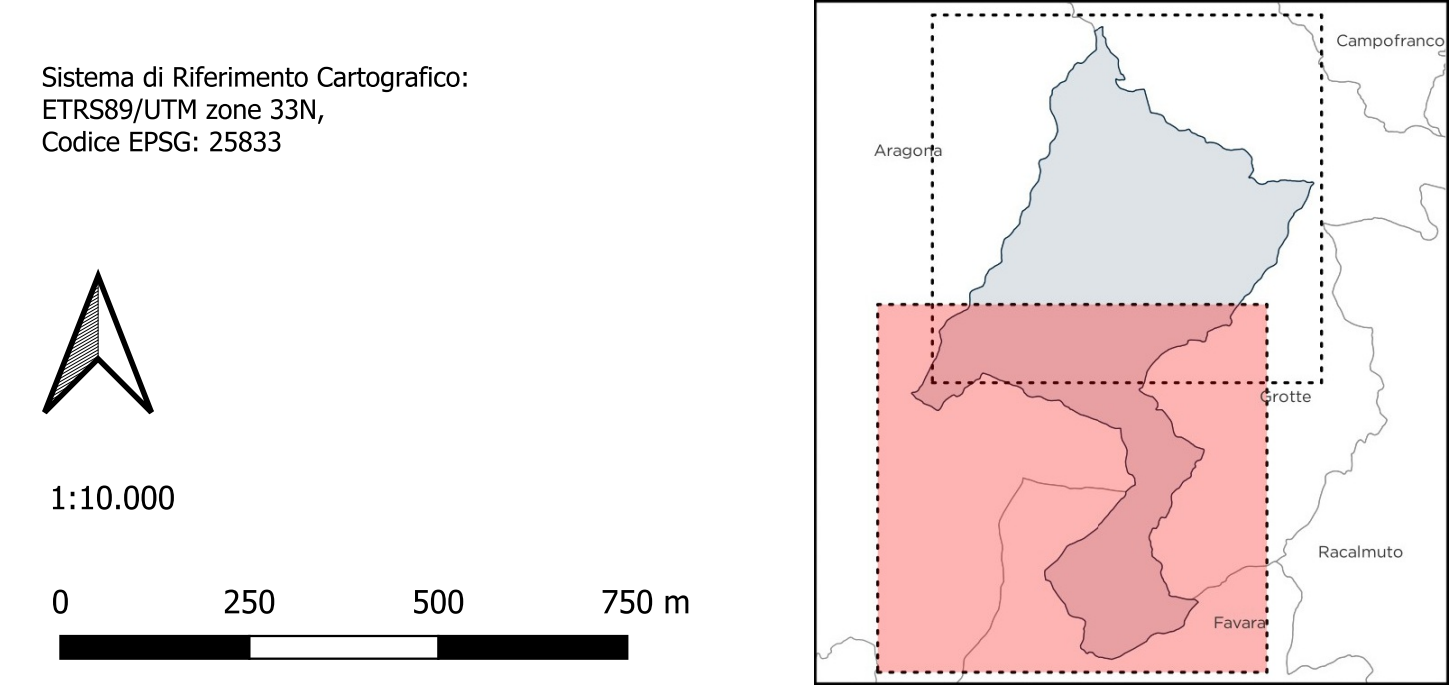 Sistema di Riferimento Cartografico:
ETRS89/UTM zone 33N,
Codice EPSG: 25833
1:10.000
0 250 500 750 m
Campofranco
Aragona
Grotte
Racalmuto
Favara